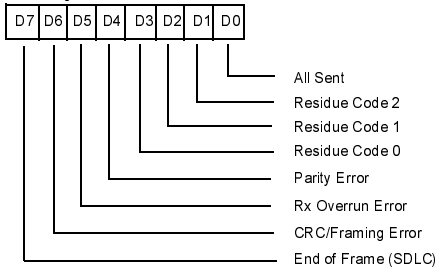 D7 D6 D5 D4 D3 D2 D1 D0
All Sent
Residue Code 2
Residue Code 1
Residue Code 0
Parity Error
Rx Overrun Error
CRC/Framing Error
End of Frame (SDLC)